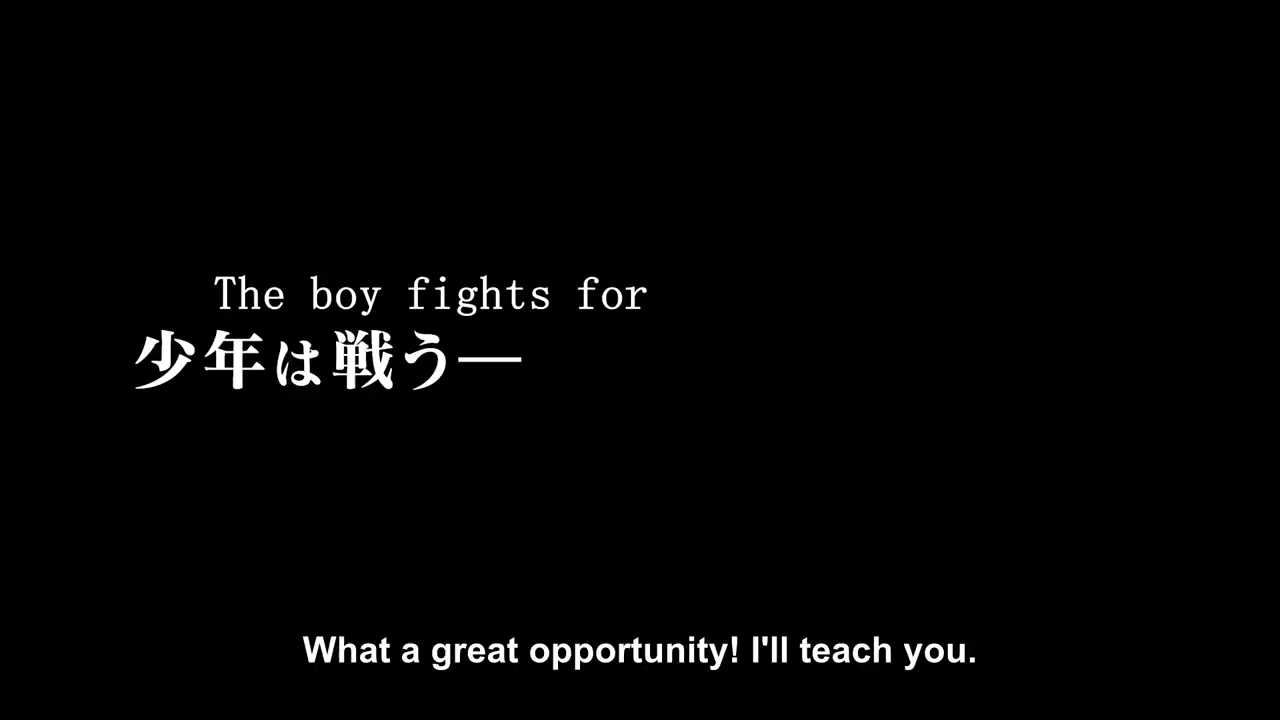 The boy fights for
少年は戦う―
What a great opportunity! I'll teach you.